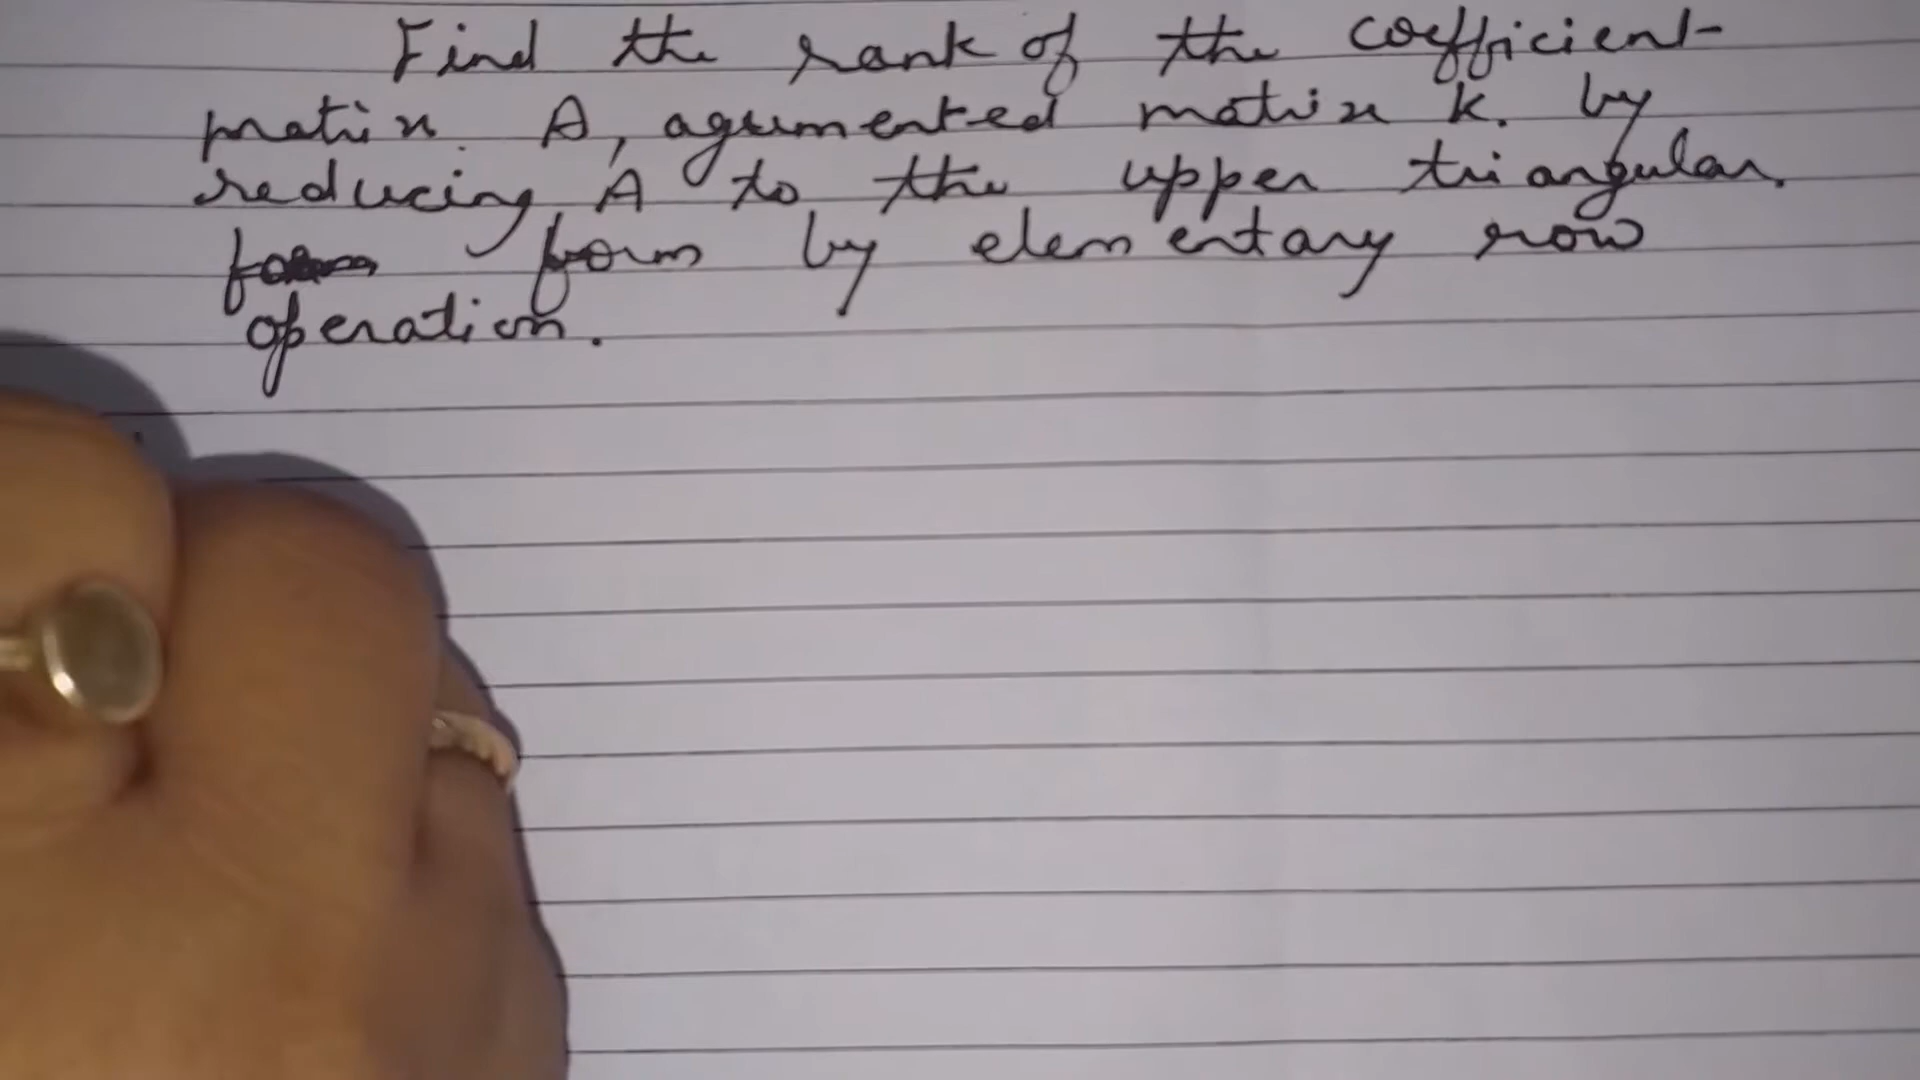 Find the rank of the coefficient
matrix A, agumented matrix k. by
reducing A to the upper triangular.
form by elementary row
operation.